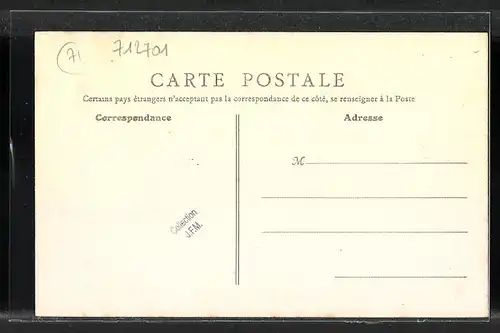 71 712701
CARTE POSTALE
Certains pays étrangers n'acceptant pas la correspondance de ce côté, se renseigner à la Poste
Correspondance
Adresse
M
Collection
J.F.M.